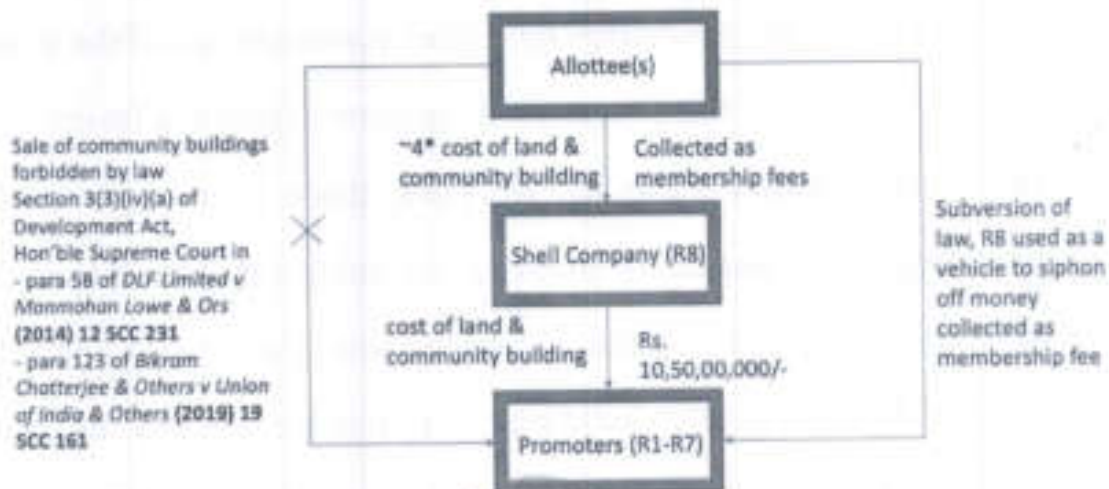 Allottee(s)
Sale of community buildings
forbidden by law
Section 3(3)(iv)(a) of
Development Act,
Hon'ble Supreme Court in
- para 58 of DLF Limited v
Manmohan Lowe & Ors
(2014) 12 SCC 231
- para 123 of Bikram
Chatterjee & Others v Union
of India & Others (2019) 19
SCC 161
~4* cost of land &
community building
Collected as
membership fees
Shell Company (R8)
cost of land &
community building
Rs.
10,50,00,000/-
Promoters (R1-R7)
Subversion of
law, R8 used as a
vehicle to siphon
off money
collected as
membership fee